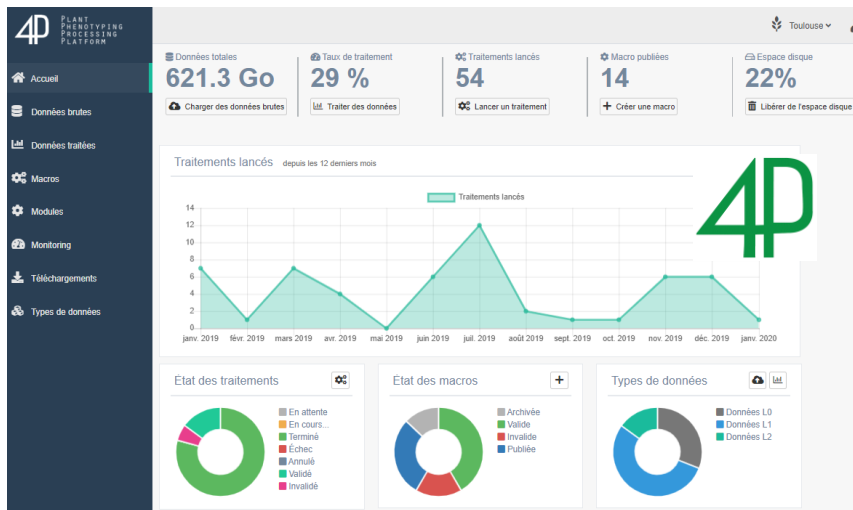 4P
PLANT
PHENOTYPING
PROCESSING
PLATFORM
Toulouse
Accueil
Données brutes
Données traitées
Macros
Modules
Monitoring
Téléchargements
Types de données
Données totales
621.3 Go
Charger des données brutes
Taux de traitement
29 %
Traiter des données
Traitements lancés
54
Lancer un traitement
Macro publiées
14
Créer une macro
Espace disque
22%
Libérer de l'espace disque
Traitements lancés depuis les 12 derniers mois
4P
Traitements lancés
14
12
10
8
6
4
2
0
janv. 2019 févr. 2019 mars 2019 avr. 2019 mai 2019 juin 2019 juil. 2019 août 2019 sept. 2019 oct. 2019 nov. 2019 déc. 2019 janv. 2020
État des traitements
En attente
En cours...
Terminé
Échec
Annulé
Validé
Invalidé
État des macros
Archivée
Valide
Invalide
Publiée
Types de données
Données L0
Données L1
Données L2